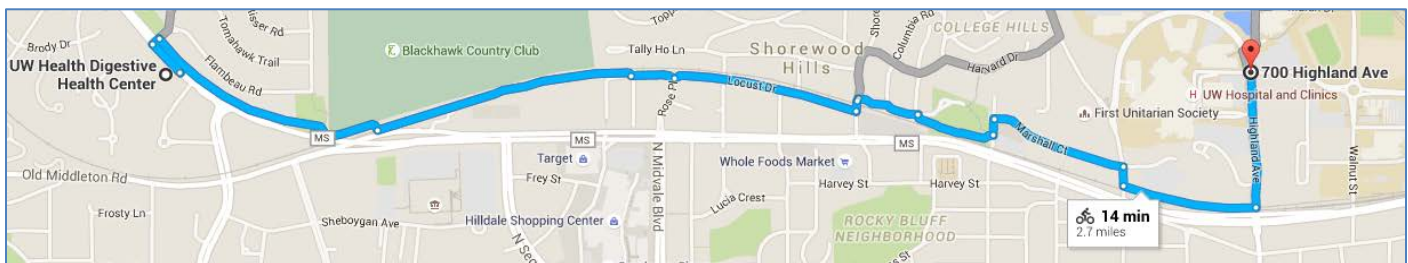 isser Rd
Tomahawk Trail
Brody Dr
UW Health Digestive
Health Center
Flambeau Rd
Blackhawk Country Club
Tally Ho Ln
Shorewood
Hills
Columbia Rd
COLLEGE HILLS
Harvard Dr
700 Highland Ave
H UW Hospital and Clinics
First Unitarian Society
Highland Ave
Walnut St
Rose Pl
Locust Dr
Marshall Ct
MS
MS
MS
Old Middleton Rd
Frosty Ln
Sheboygan Ave
Target
Frey St
Hilldale Shopping Center
N Midvale Blvd
Whole Foods Market
Lucia Crest
Harvey St
Harvey St
ROCKY BLUFF
NEIGHBORHOOD
14 min
2.7 miles